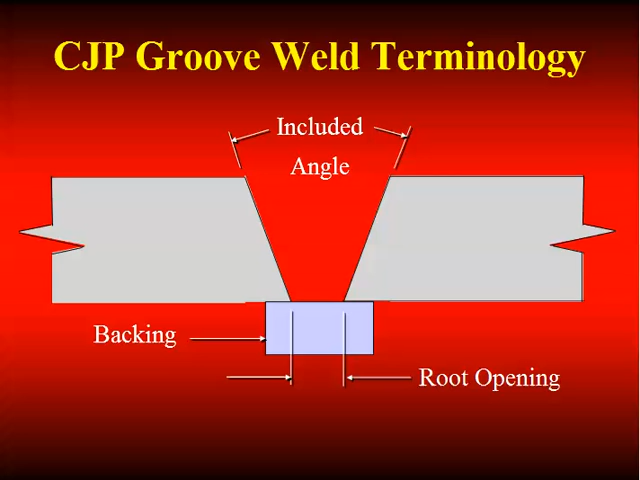 CJP Groove Weld Terminology
Included
Angle
Backing
Root Opening